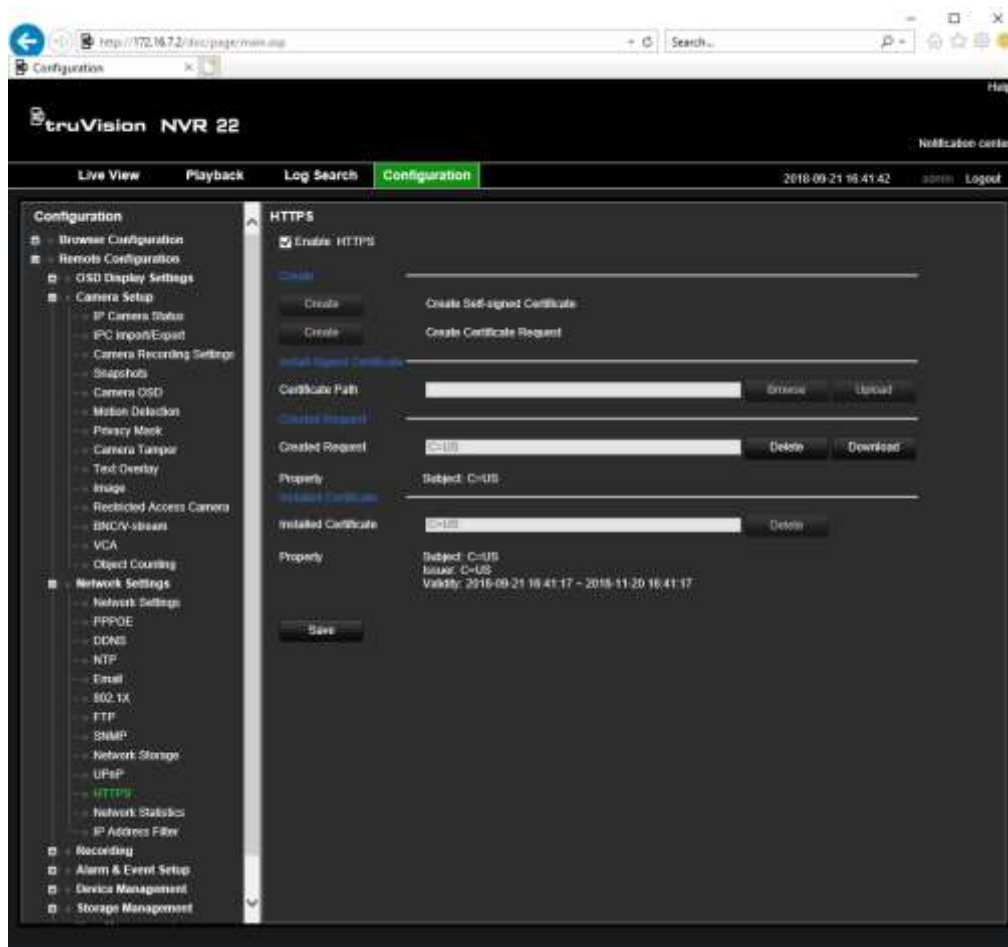 http://172.16.7.2/doc/page/main.asp
Search...
Configuration
Help
truVision NVR 22
Notification center
Live View Playback Log Search Configuration 2018-09-21 16:41:42 admin Logout
Configuration
Browser Configuration
Remote Configuration
OSD Display Settings
Camera Setup
IP Camera Status
IPC Import/Export
Camera Recording Settings
Snapshots
Camera OSD
Motion Detection
Privacy Mask
Camera Tamper
Text Overlay
Image
Restricted Access Camera
BNC/V-stream
VCA
Object Counting
Network Settings
Network Settings
PPPOE
DDNS
NTP
Email
802.1X
FTP
SNMP
Network Storage
UPnP
HTTPS
Network Statistics
IP Address Filter
Recording
Alarm & Event Setup
Device Management
Storage Management
HTTPS
Enable HTTPS
Create
Create Create Self-signed Certificate
Create Create Certificate Request
Install Signed Certificate
Certificate Path Browse Upload
Created Request
Created Request C=US Delete Download
Property Subject: C=US
Installed Certificate
Installed Certificate C=US Delete
Property Subject: C=US
Issuer: C=US
Validity: 2018-09-21 16:41:17 ~ 2018-11-20 16:41:17
Save